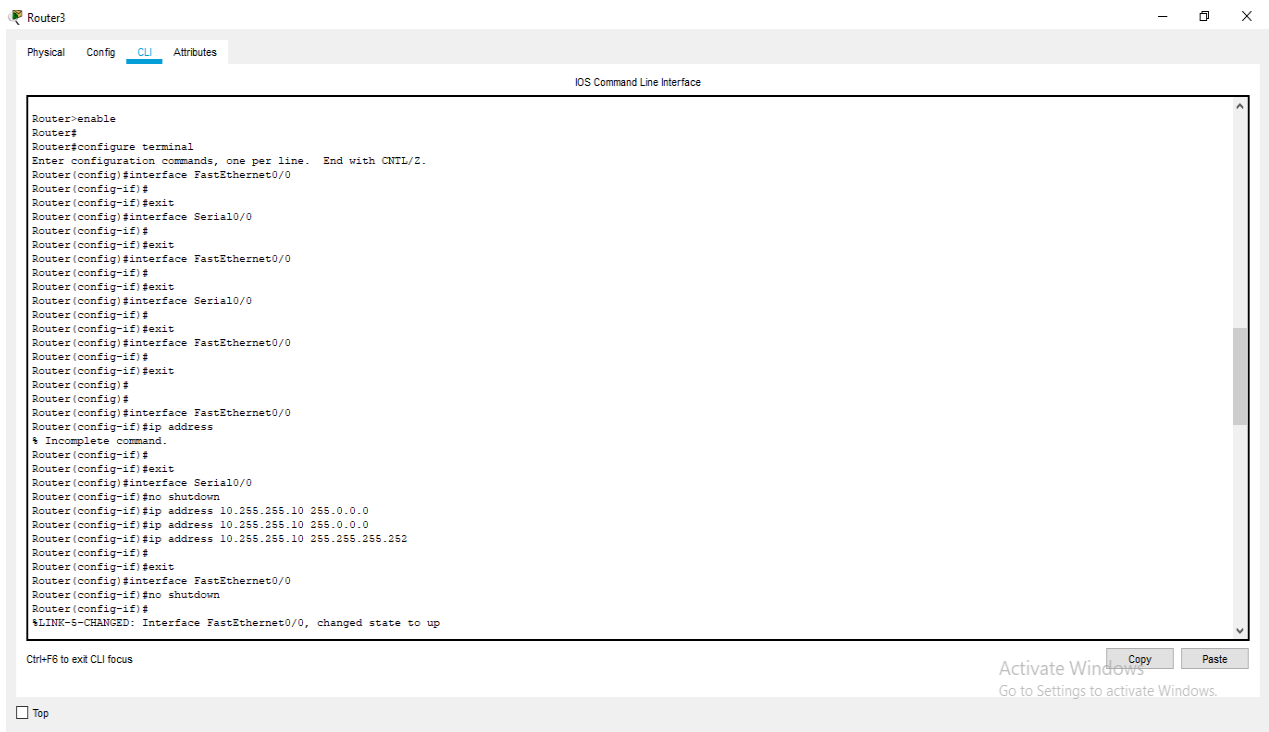 Router3
Physical Config CLI Attributes
IOS Command Line Interface
Router>enable
Router#
Router#configure terminal
Enter configuration commands, one per line.  End with CNTL/Z.
Router(config)#interface FastEthernet0/0
Router(config-if)#
Router(config-if)#exit
Router(config)#interface Serial0/0
Router(config-if)#
Router(config-if)#exit
Router(config)#interface FastEthernet0/0
Router(config-if)#
Router(config-if)#exit
Router(config)#interface Serial0/0
Router(config-if)#
Router(config-if)#exit
Router(config)#interface FastEthernet0/0
Router(config-if)#
Router(config-if)#exit
Router(config)#
Router(config)#
Router(config)#interface FastEthernet0/0
Router(config-if)#ip address
% Incomplete command.
Router(config-if)#
Router(config-if)#exit
Router(config)#interface Serial0/0
Router(config-if)#no shutdown
Router(config-if)#ip address 10.255.255.10 255.0.0.0
Router(config-if)#ip address 10.255.255.10 255.0.0.0
Router(config-if)#ip address 10.255.255.10 255.255.255.252
Router(config-if)#
Router(config-if)#exit
Router(config)#interface FastEthernet0/0
Router(config-if)#no shutdown
Router(config-if)#
%LINK-5-CHANGED: Interface FastEthernet0/0, changed state to up
Ctrl+F6 to exit CLI focus
Copy Paste
Activate Windows
Go to Settings to activate Windows.
Top